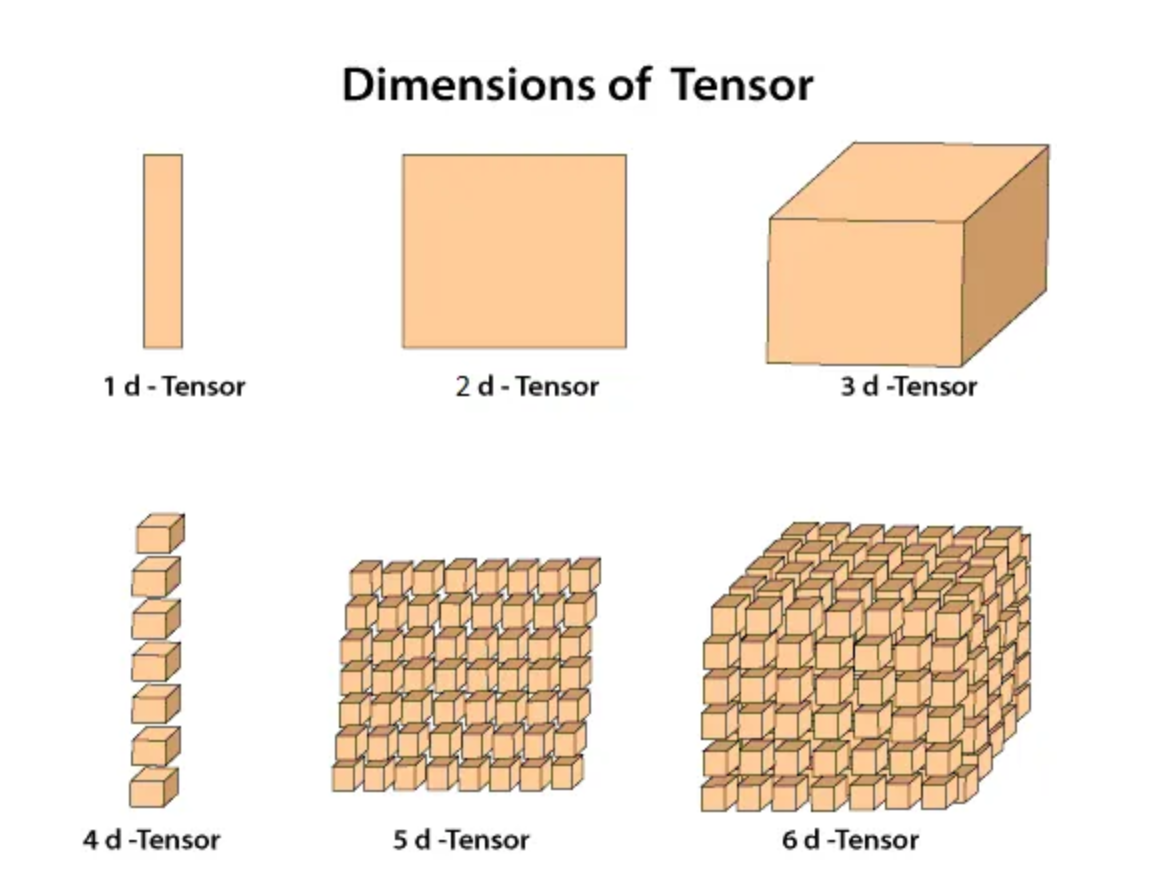 Dimensions of Tensor
1 d - Tensor
2 d - Tensor
3 d -Tensor
4 d -Tensor
5 d -Tensor
6 d -Tensor